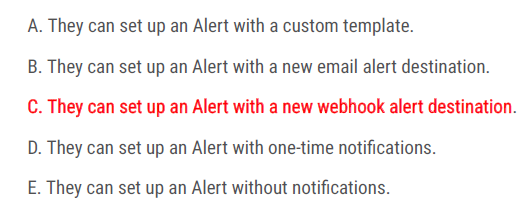 A. They can set up an Alert with a custom template.
B. They can set up an Alert with a new email alert destination.
C. They can set up an Alert with a new webhook alert destination.
D. They can set up an Alert with one-time notifications.
E. They can set up an Alert without notifications.